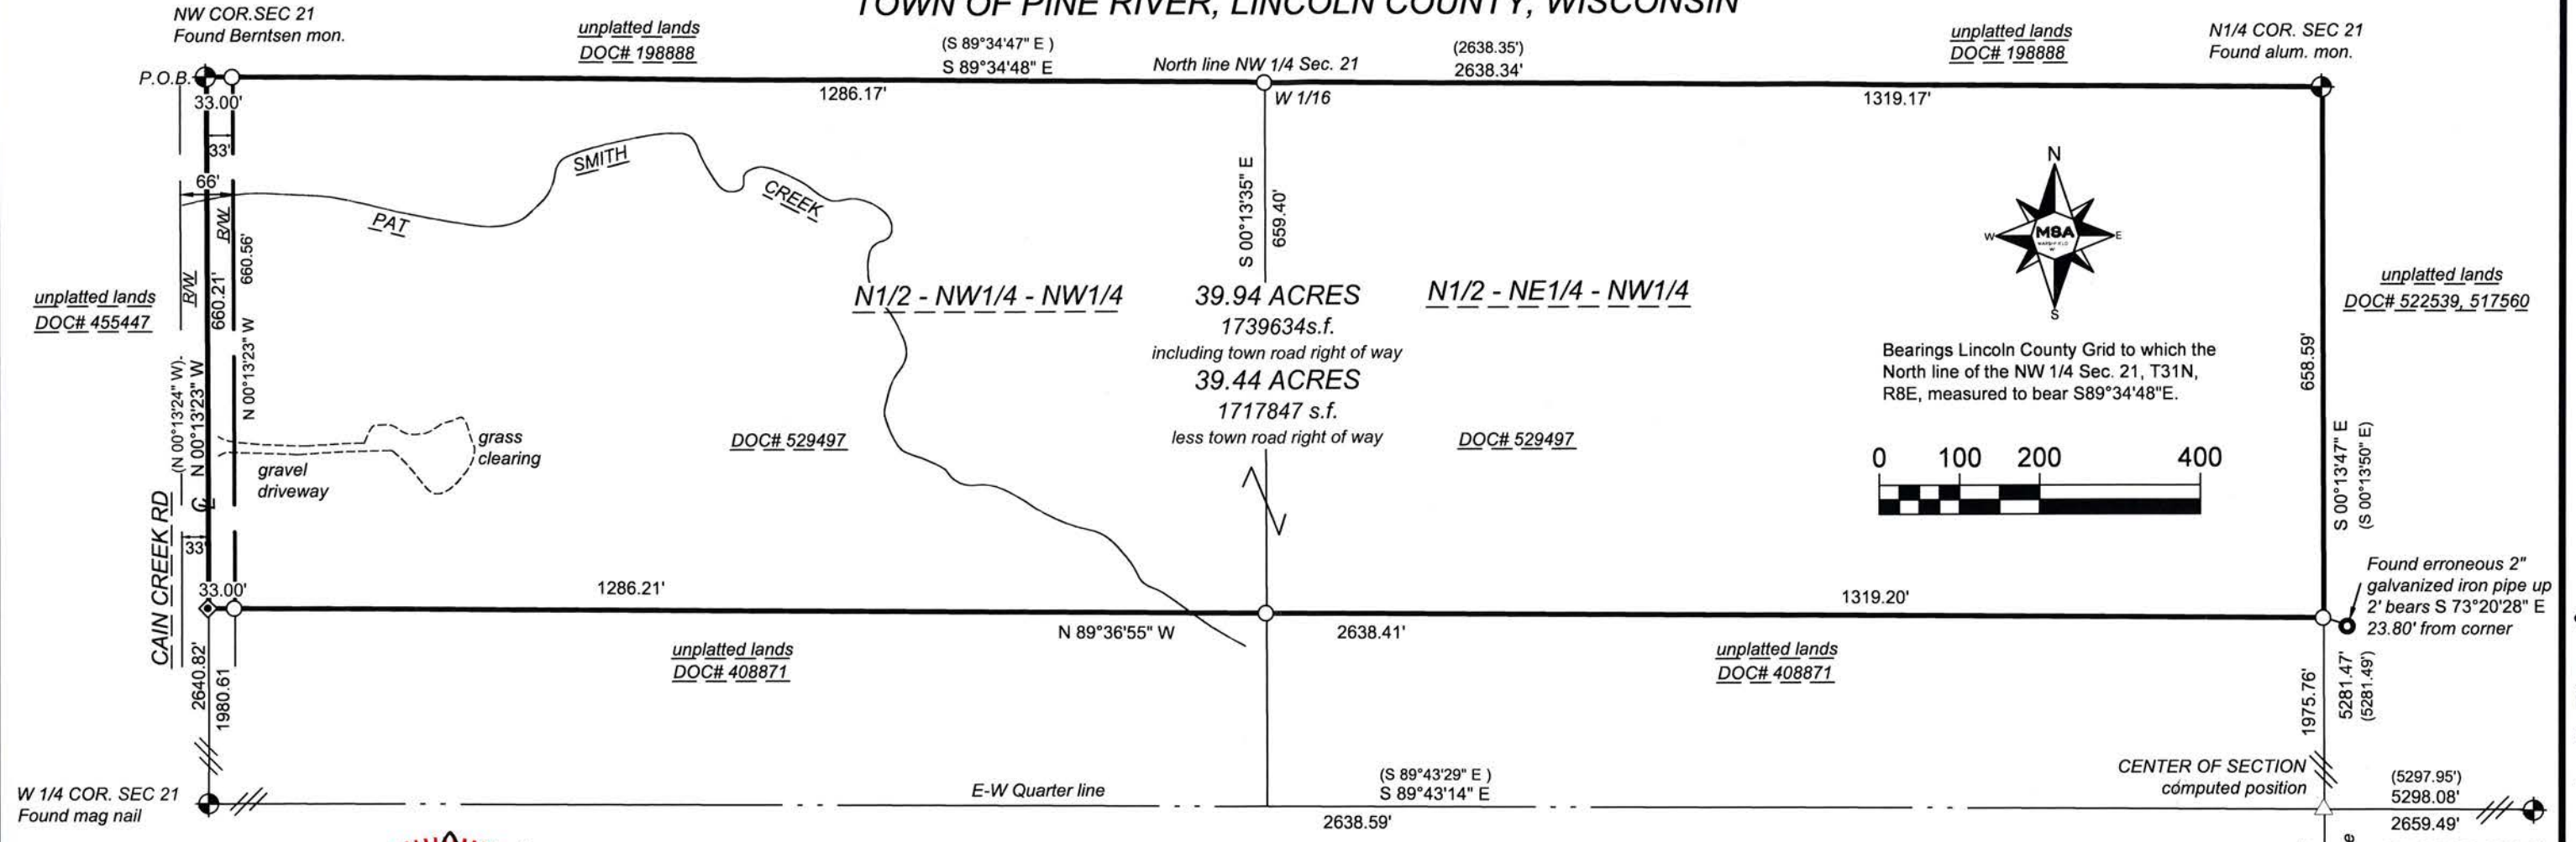 TOWN OF PINE RIVER, LINCOLN COUNTY, WISCONSIN
NW COR.SEC 21
Found Berntsen mon.
unplatted lands
DOC# 198888
(S 89°34'47" E )
S 89°34'48" E
North line NW 1/4 Sec. 21
(2638.35')
2638.34'
unplatted lands
DOC# 198888
N1/4 COR. SEC 21
Found alum. mon.
P.O.B.
33.00'
1286.17'
W 1/16
1319.17'
33'
66'
R/W
R/W
660.21'
660.56'
PAT
SMITH
CREEK
S 00°13'35" E
659.40'
N
W
E
S
MSA
unplatted lands
DOC# 455447
(N 00°13'24" W)
N 00°13'23" W
N 00°13'23" W
N1/2 - NW1/4 - NW1/4
39.94 ACRES
1739634s.f.
including town road right of way
39.44 ACRES
1717847 s.f.
less town road right of way
N1/2 - NE1/4 - NW1/4
unplatted lands
DOC# 522539, 517560
Bearings Lincoln County Grid to which the
North line of the NW 1/4 Sec. 21, T31N,
R8E, measured to bear S89°34'48"E.
658.59'
S 00°13'47" E
(S 00°13'50" E)
DOC# 529497
DOC# 529497
grass
clearing
gravel
driveway
0 100 200 400
CAIN CREEK RD
33'
33.00'
1286.21'
N 89°36'55" W
2638.41'
1319.20'
Found erroneous 2"
galvanized iron pipe up
2' bears S 73°20'28" E
23.80' from corner
unplatted lands
DOC# 408871
unplatted lands
DOC# 408871
2640.82'
1980.61
1975.76'
5281.47'
(5281.49')
W 1/4 COR. SEC 21
Found mag nail
E-W Quarter line
(S 89°43'29" E )
S 89°43'14" E
2638.59'
CENTER OF SECTION
computed position
(5297.95')
5298.08'
2659.49'